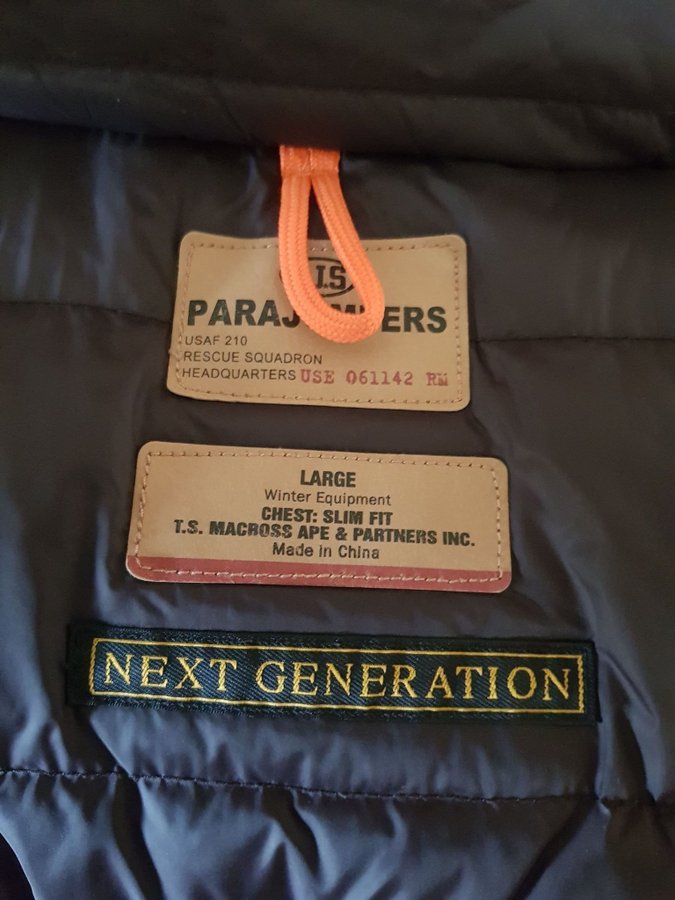 J.S
PARAJ MPERS
USAF 210
RESCUE SQUADRON
HEADQUARTERS USE 061142 RM
LARGE
Winter Equipment
CHEST: SLIM FIT
T.S. MACROSS APE & PARTNERS INC.
Made in China
NEXT GENERATION